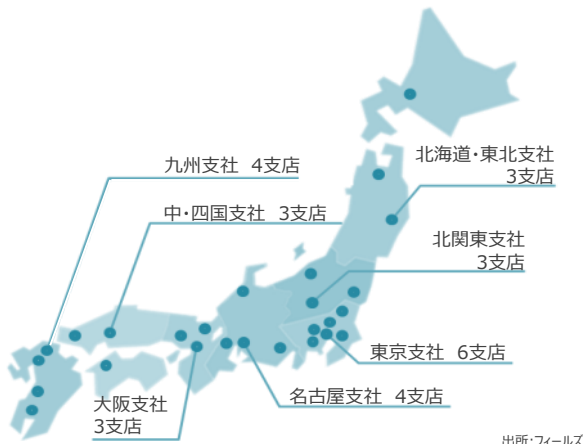 九州支社 4支店
北海道・東北支社
3支店
中・四国支社 3支店
北関東支社
3支店
東京支社 6支店
名古屋支社 4支店
大阪支社
3支店
出所:フィールズ